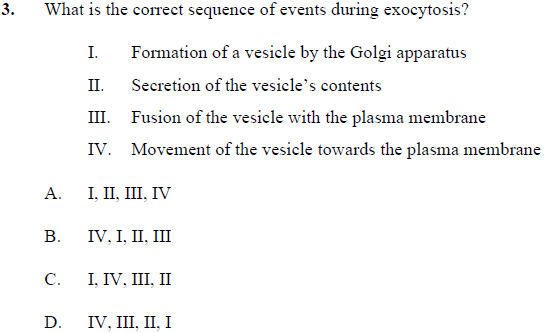 3. What is the correct sequence of events during exocytosis?
I. Formation of a vesicle by the Golgi apparatus
II. Secretion of the vesicle's contents
III. Fusion of the vesicle with the plasma membrane
IV. Movement of the vesicle towards the plasma membrane
A. I, II, III, IV
B. IV, I, II, III
C. I, IV, III, II
D. IV, III, II, I